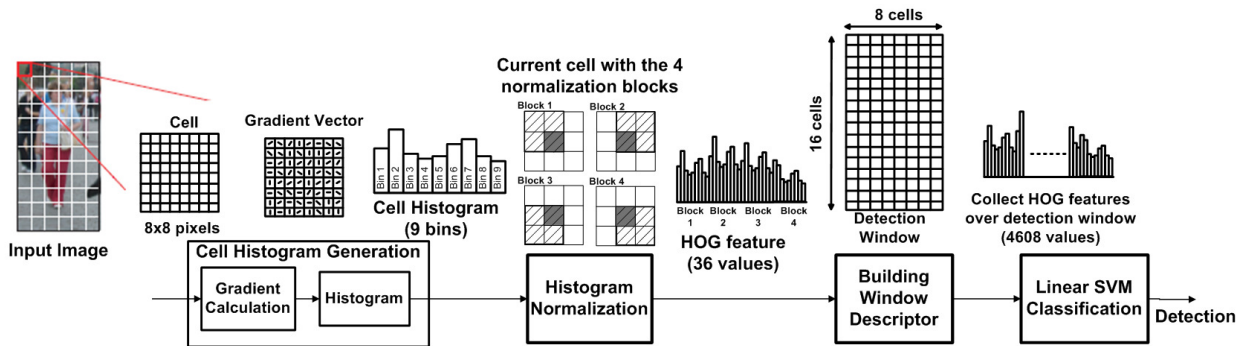 Input Image
Cell
8x8 pixels
Gradient Vector
Bin 1
Bin 2
Bin 3
Bin 4
Bin 5
Bin 6
Bin 7
Bin 8
Bin 9
Cell Histogram
(9 bins)
Current cell with the 4
normalization blocks
Block 1
Block 2
Block 3
Block 4
Block
1
Block
2
Block
3
Block
4
HOG feature
(36 values)
8 cells
16 cells
Detection
Window
Collect HOG features
over detection window
(4608 values)
Cell Histogram Generation
Gradient
Calculation
Histogram
Histogram
Normalization
Building
Window
Descriptor
Linear SVM
Classification
Detection